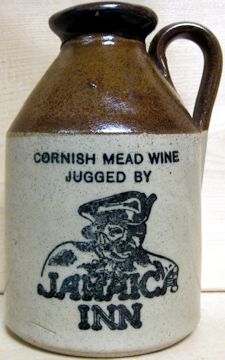 CORNISH MEAD WINE
JUGGED BY
JAMAICA
INN